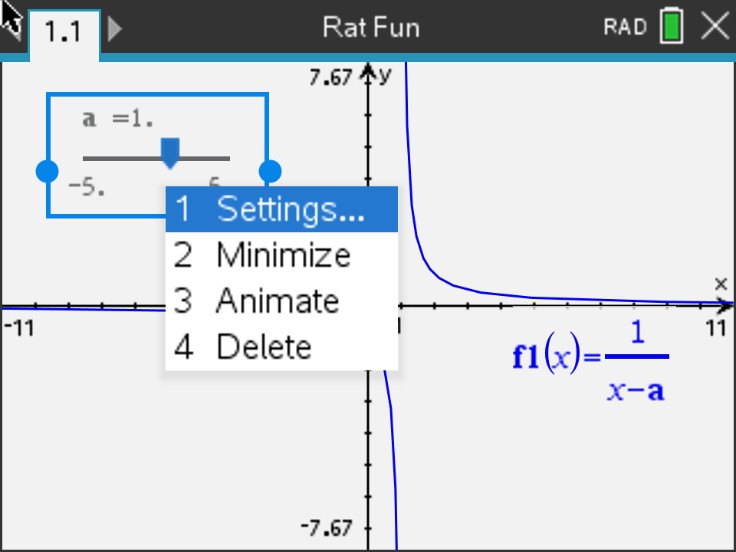 1.1
Rat Fun
RAD
7.67
y
a =1.
-5.
1 Settings...
2 Minimize
3 Animate
4 Delete
x
-11
11
f1(x)=1/(x-a)
-7.67